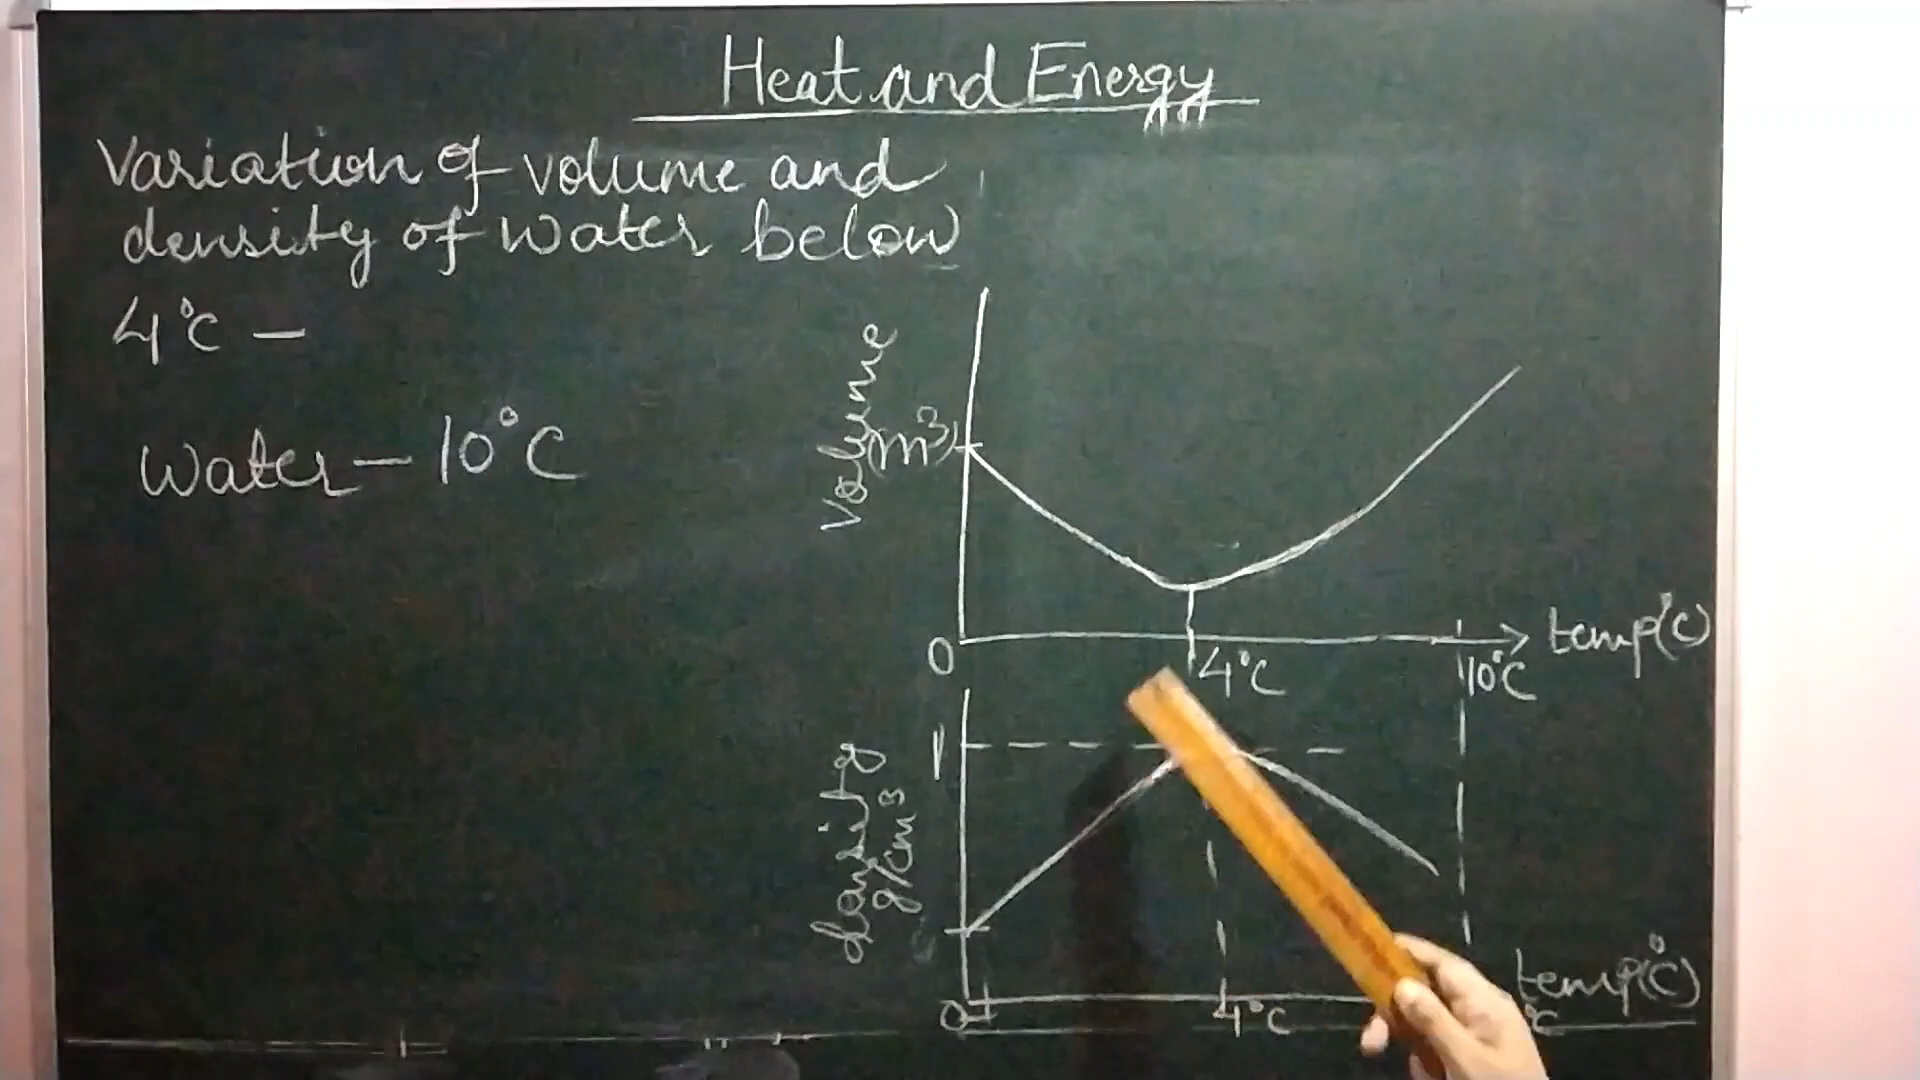 Heat and Energy
Variation of volume and
density of water below
4°C –
Water – 10°C
Volume
(m³)
0
4°C
10°C
temp(°C)
1
density
g/cm3
0
4°C
°C
temp(°C)